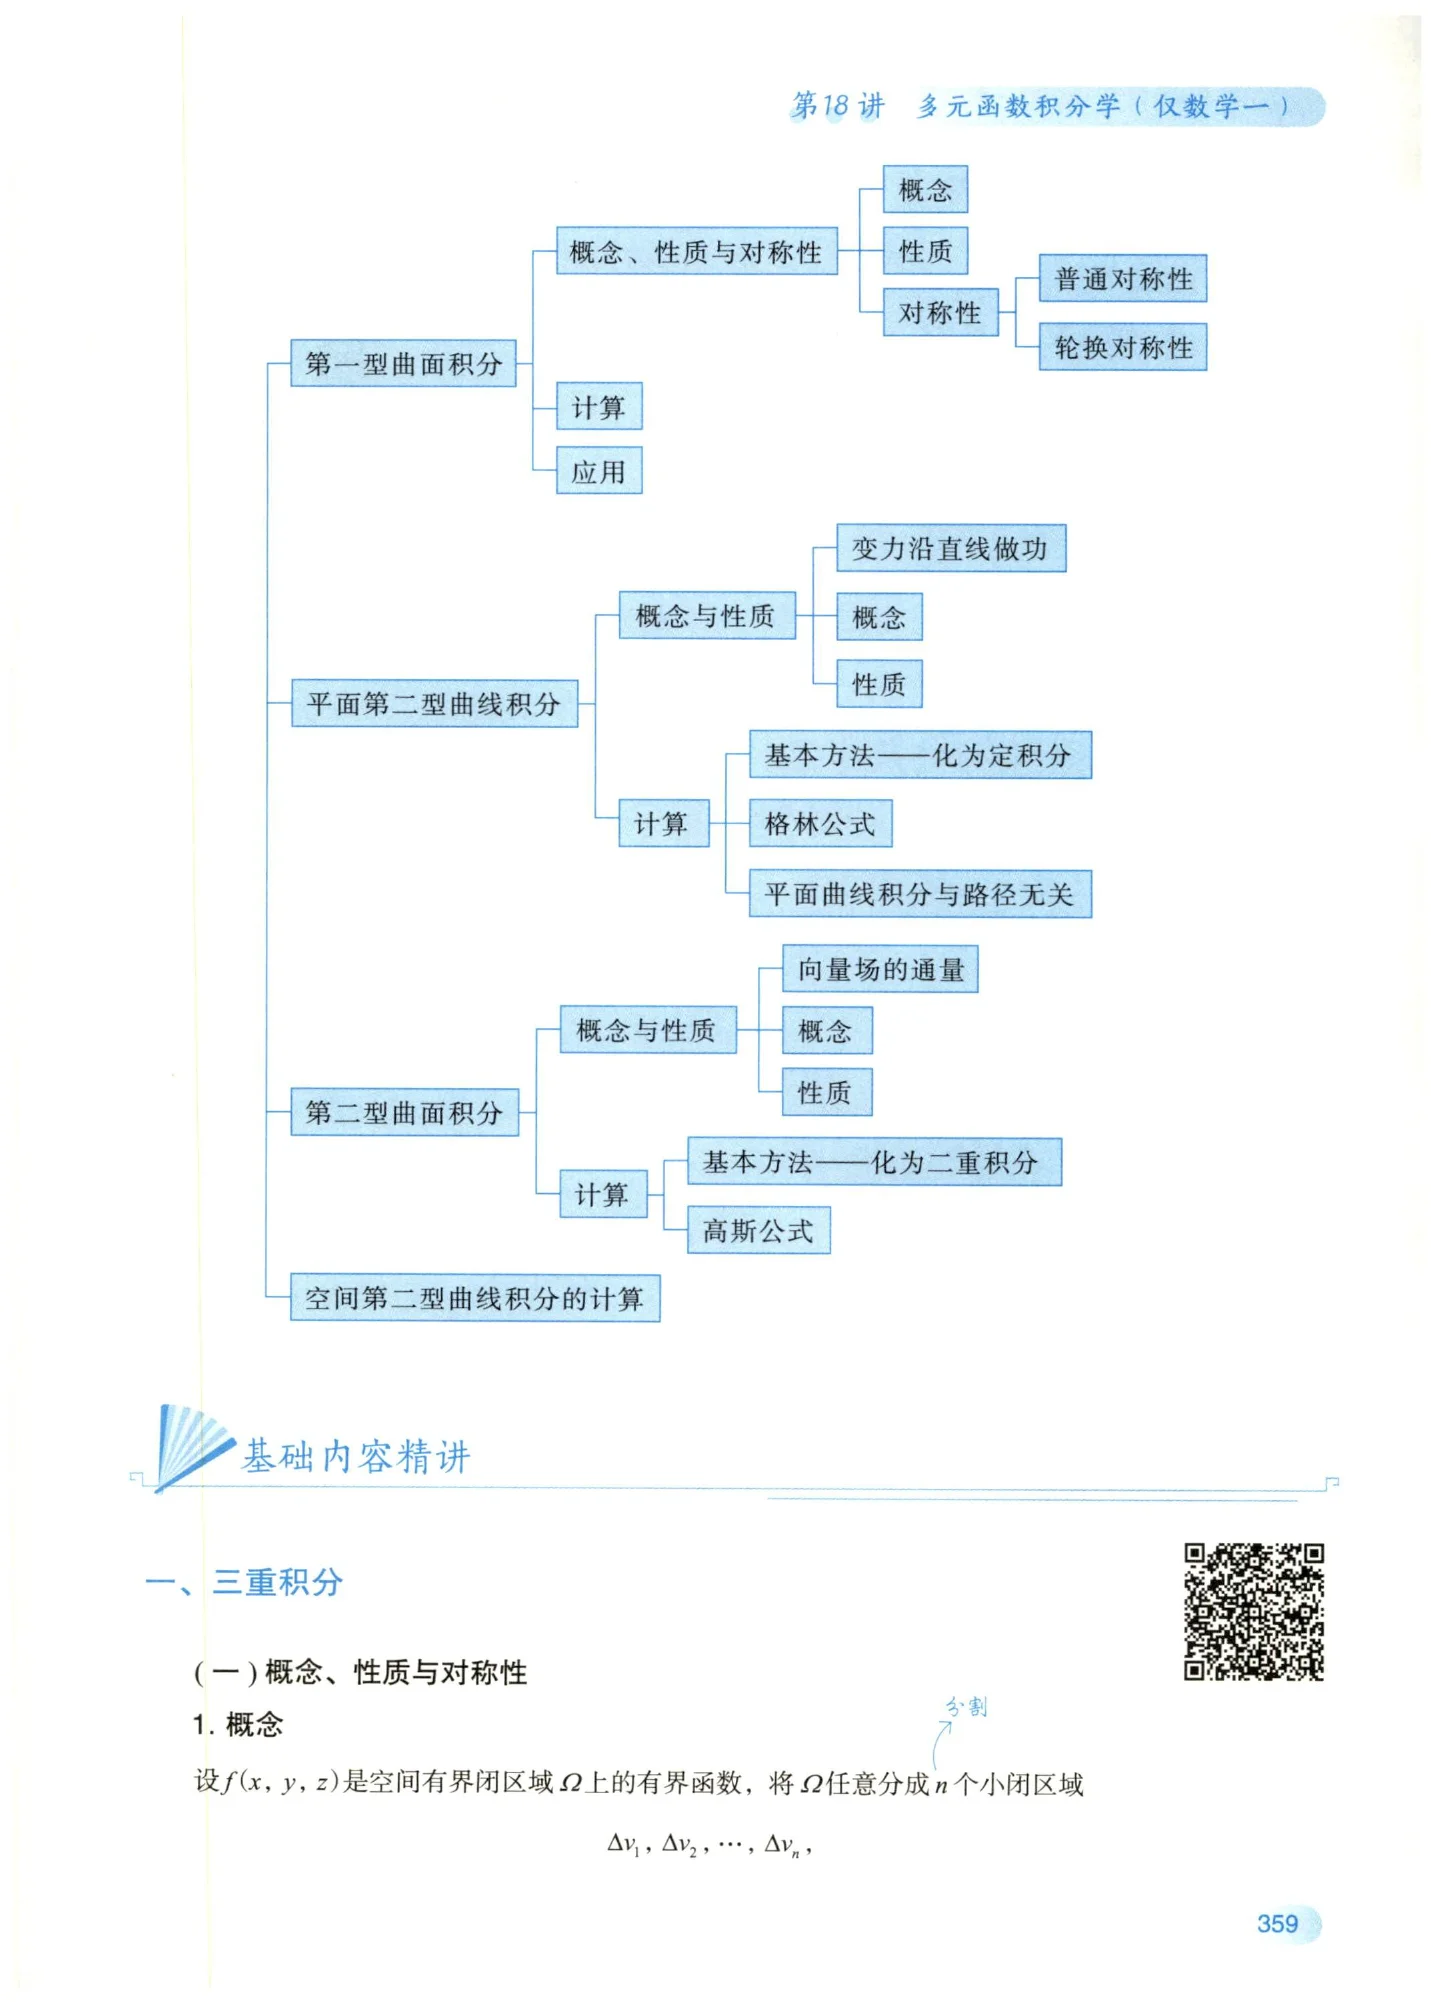 第18讲 多元函数积分学(仅数学一)
概念
概念、性质与对称性
性质
普通对称性
对称性
轮换对称性
第一型曲面积分
计算
应用
变力沿直线做功
概念与性质
概念
性质
平面第二型曲线积分
基本方法——化为定积分
计算
格林公式
平面曲线积分与路径无关
向量场的通量
概念与性质
概念
性质
第二型曲面积分
基本方法——化为二重积分
计算
高斯公式
空间第二型曲线积分的计算
基础内容精讲
一、三重积分
(一)概念、性质与对称性
1. 概念
分割
设f(x, y, z)是空间有界闭区域Ω上的有界函数，将Ω任意分成n个小闭区域
Δv₁, Δv₂, ⋯, Δvₙ,
359